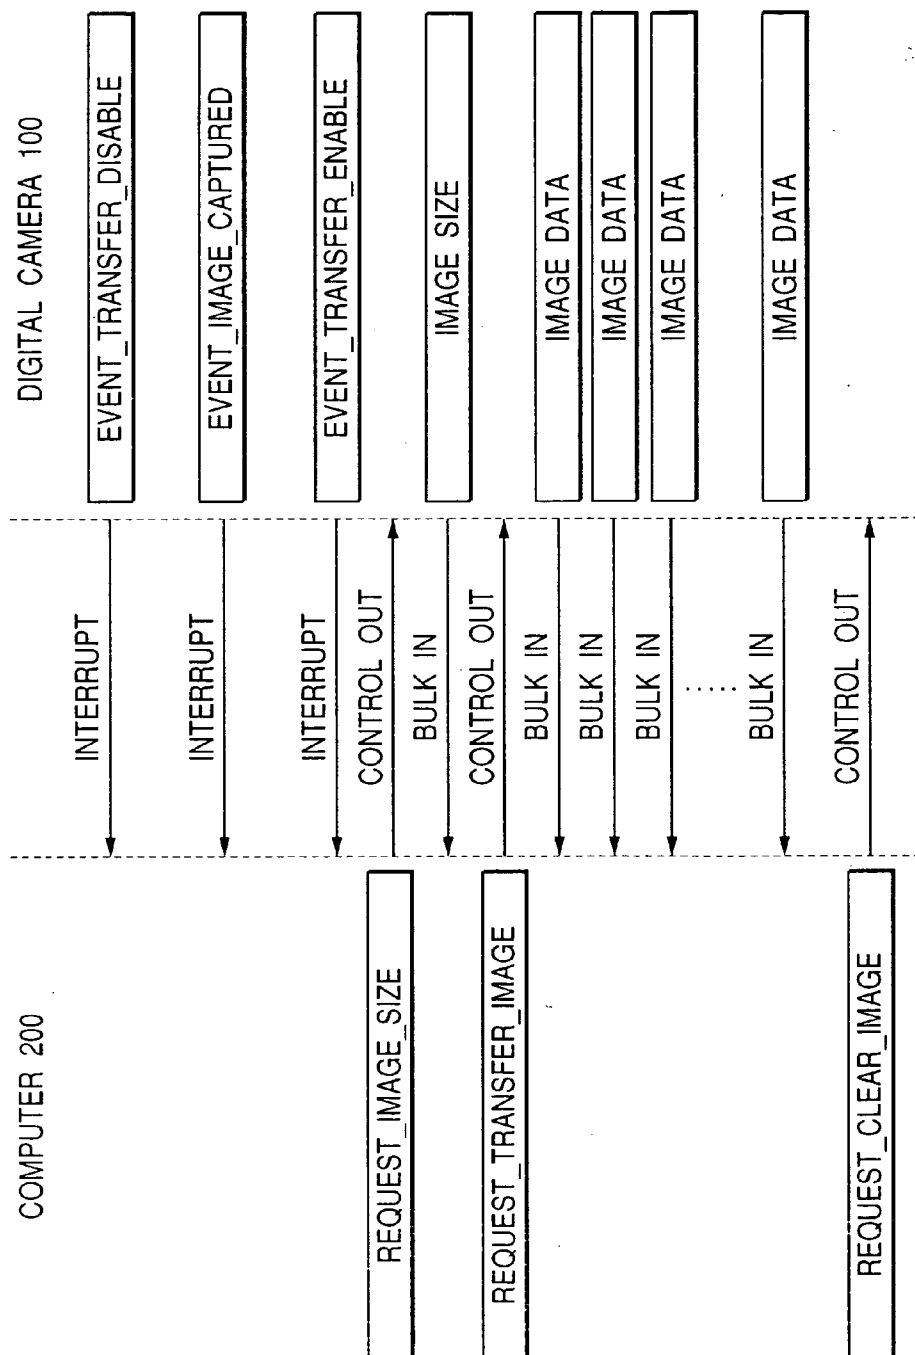 COMPUTER 200
DIGITAL CAMERA 100
INTERRUPT
EVENT_TRANSFER_DISABLE
INTERRUPT
EVENT_IMAGE_CAPTURED
INTERRUPT
EVENT_TRANSFER_ENABLE
REQUEST_IMAGE_SIZE
CONTROL OUT
BULK IN
IMAGE SIZE
REQUEST_TRANSFER_IMAGE
CONTROL OUT
BULK IN
IMAGE DATA
BULK IN
IMAGE DATA
BULK IN
IMAGE DATA
.....
BULK IN
IMAGE DATA
REQUEST_CLEAR_IMAGE
CONTROL OUT